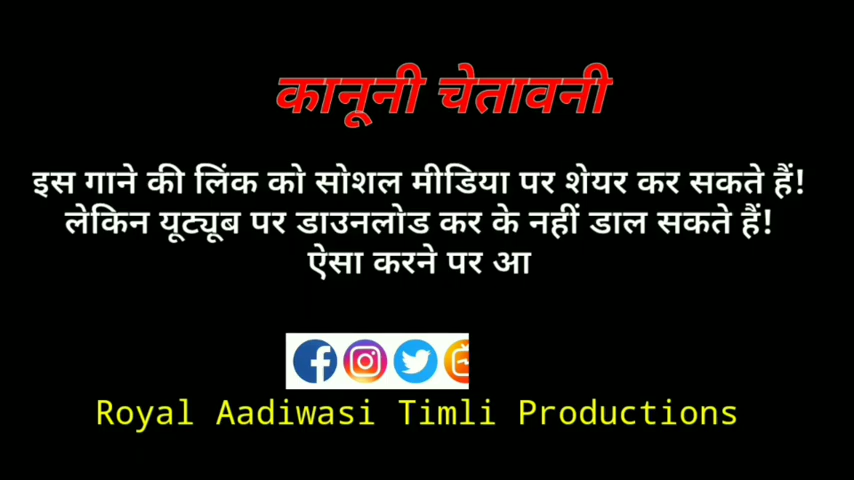 कानूनी चेतावनी
इस गाने की लिंक को सोशल मीडिया पर शेयर कर सकते हैं!
लेकिन यूट्यूब पर डाउनलोड कर के नहीं डाल सकते हैं!
ऐसा करने पर आ
Royal Aadiwasi Timli Productions